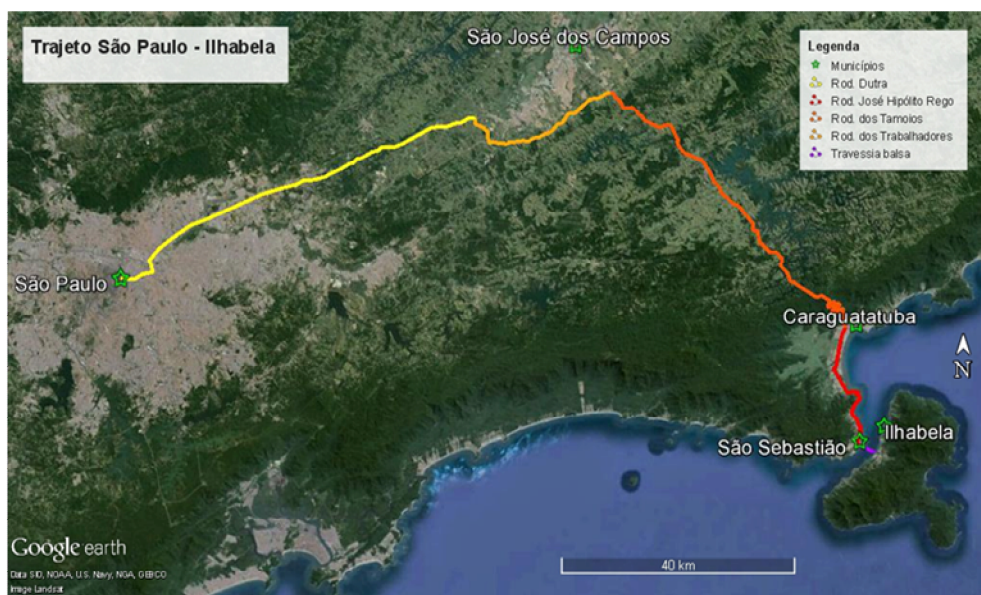 Trajeto São Paulo - Ilhabela
São José dos Campos
Legenda
Municípios
Rod. Dutra
Rod. José Hipólito Rego
Rod. dos Tamoios
Rod. dos Trabalhadores
Travessia balsa
São Paulo
Caraguatatuba
N
Ilhabela
São Sebastião
Google earth
Data SIO, NOAA, U.S. Navy, NGA, GEBCO
Image Landsat
40 km